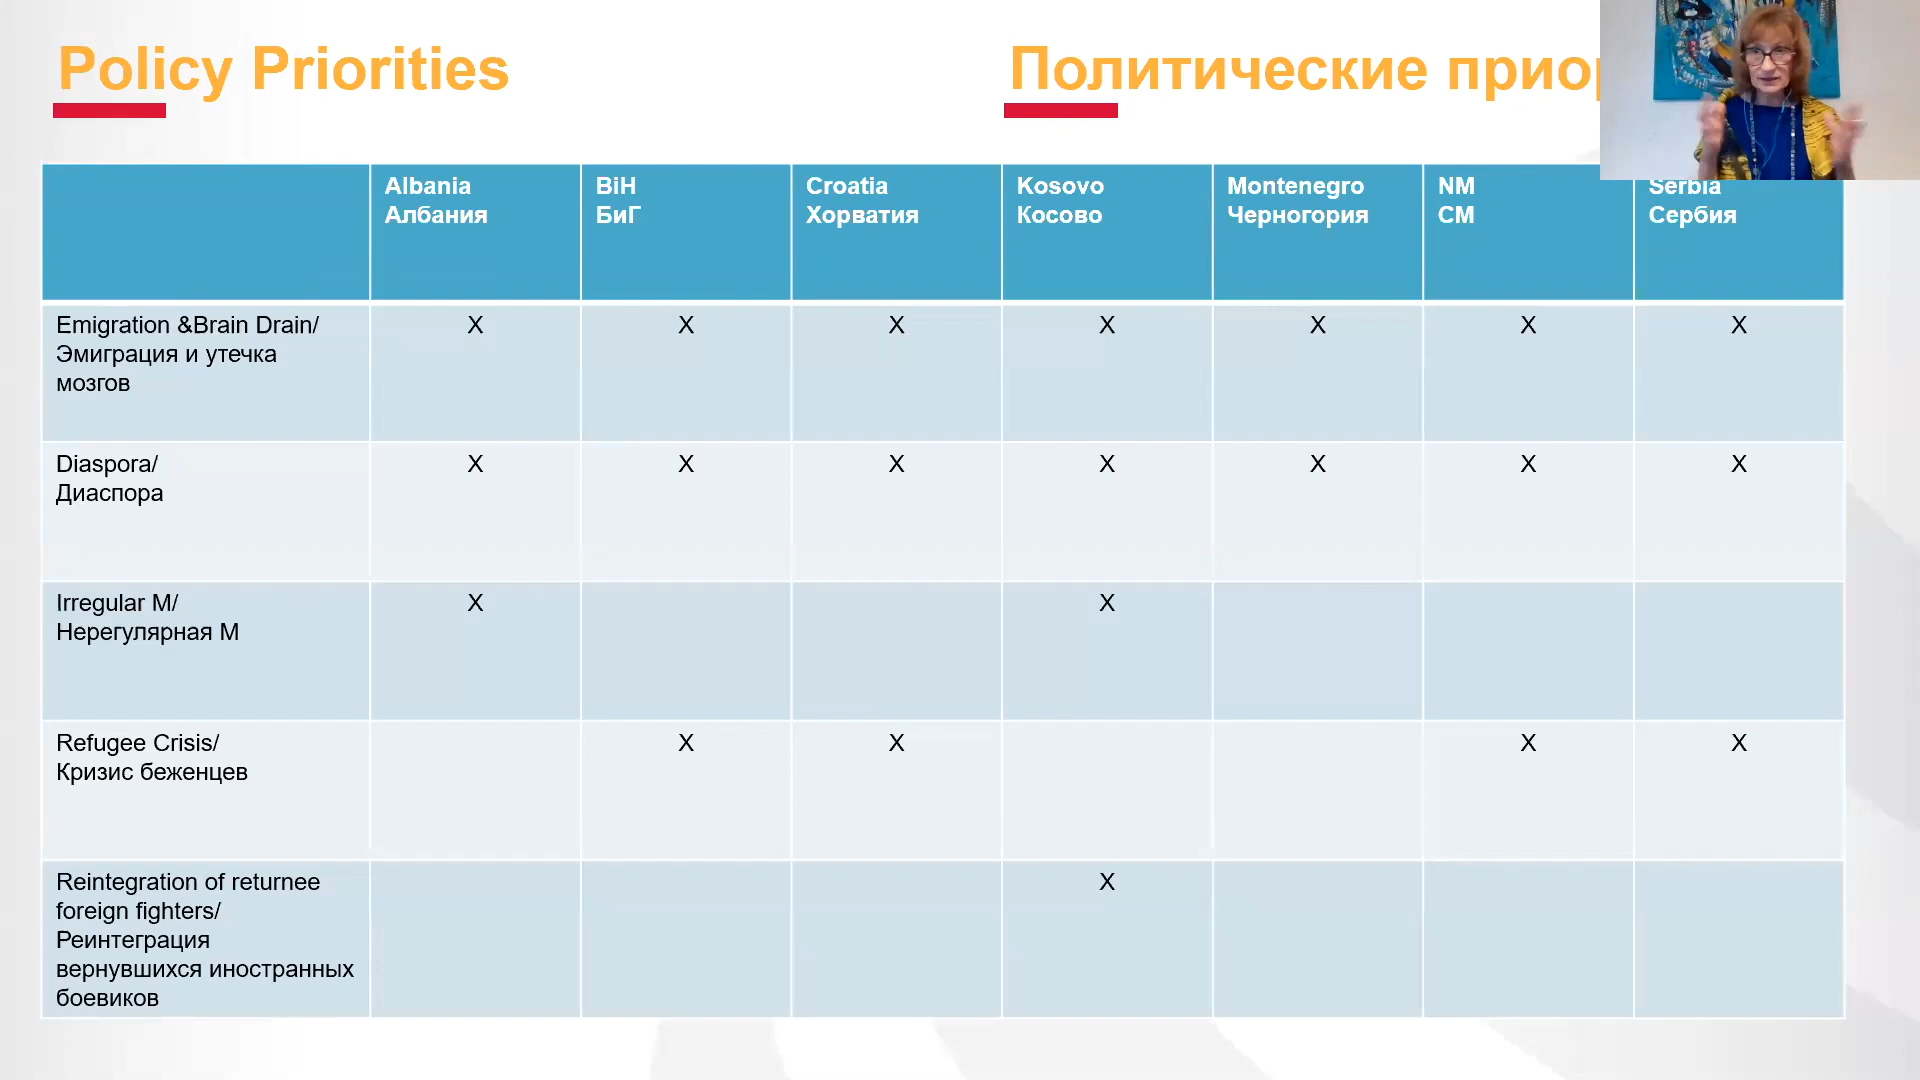 Policy Priorities
Политические
Albania
Албания
BiH
БиГ
Croatia
Хорватия
Kosovo
Косово
Montenegro
Черногория
NM
СМ
Serbia
Сербия
Emigration &Brain Drain/
Эмиграция и утечка
мозгов
X X X X X X X
Diaspora/
Диаспора
X X X X X X X
Irregular M/
Нерегулярная М
X X
Refugee Crisis/
Кризис беженцев
X X X X
Reintegration of returnee
foreign fighters/
Реинтеграция
вернувшихся иностранных
боевиков
X